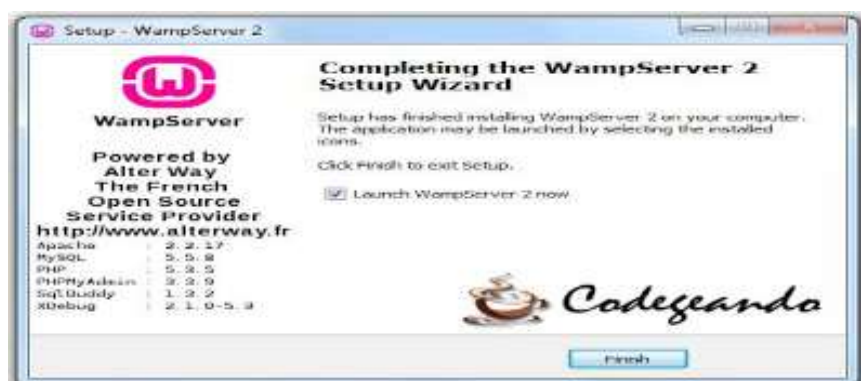 Setup - WampServer 2
WampServer
Powered by
Alter Way
The French
Open Source
Service Provider
http://www.alterway.fr
Apache : 2.2.17
MySQL : 5.5.8
PHP : 5.3.5
PHPMyAdmin : 3.3.9
SqlBuddy : 1.3.2
XDebug : 2.1.0-5.3
Completing the WampServer 2
Setup Wizard
Setup has finished installing WampServer 2 on your computer.
The application may be launched by selecting the installed
icons.
Click Finish to exit Setup.
Launch WampServer 2 now
Codegeando
Finish